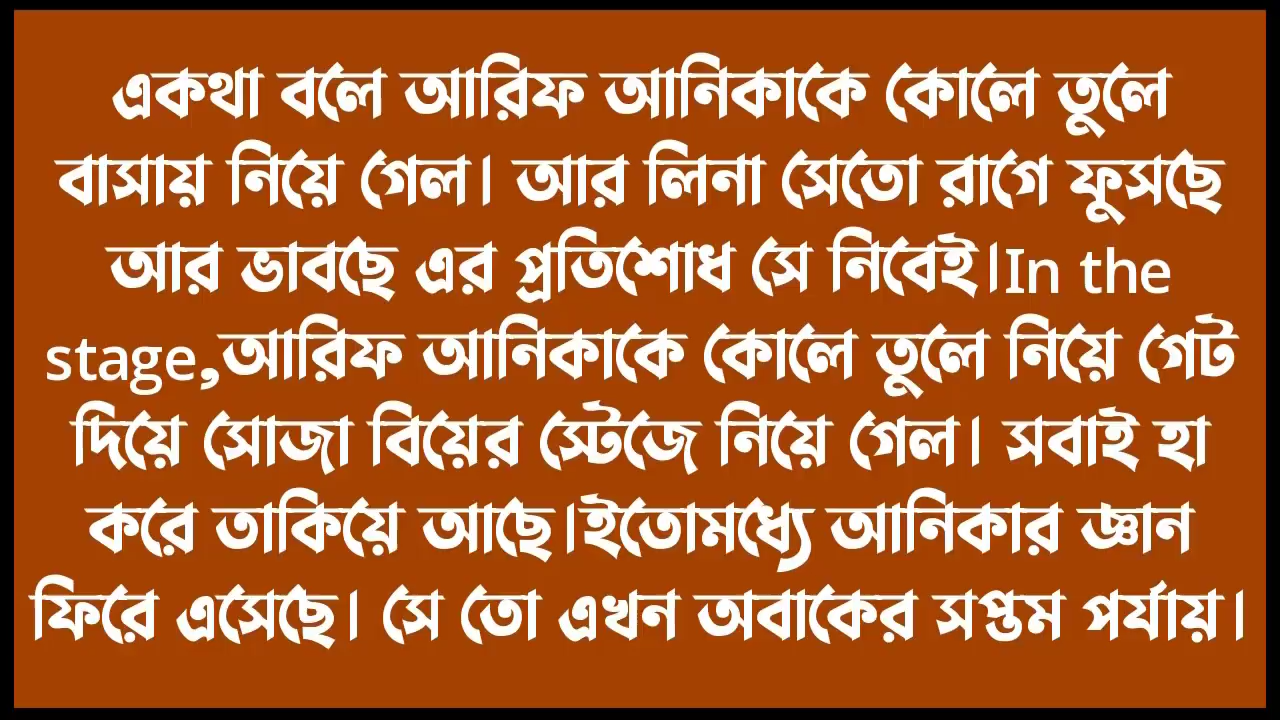 একথা বলে আরিফ আনিকাকে কোলে তুলে
বাসায় নিয়ে গেল। আর লিনা সেতো রাগে ফুসছে
আর ভাবছে এর প্রতিশোধ সে নিবেই।In the
stage,আরিফ আনিকাকে কোলে তুলে নিয়ে গেট
দিয়ে সোজা বিয়ের স্টেজে নিয়ে গেল। সবাই হা
করে তাকিয়ে আছে।ইতোমধ্যে আনিকার জ্ঞান
ফিরে এসেছে। সে তো এখন অবাকের সপ্তম পর্যায়।